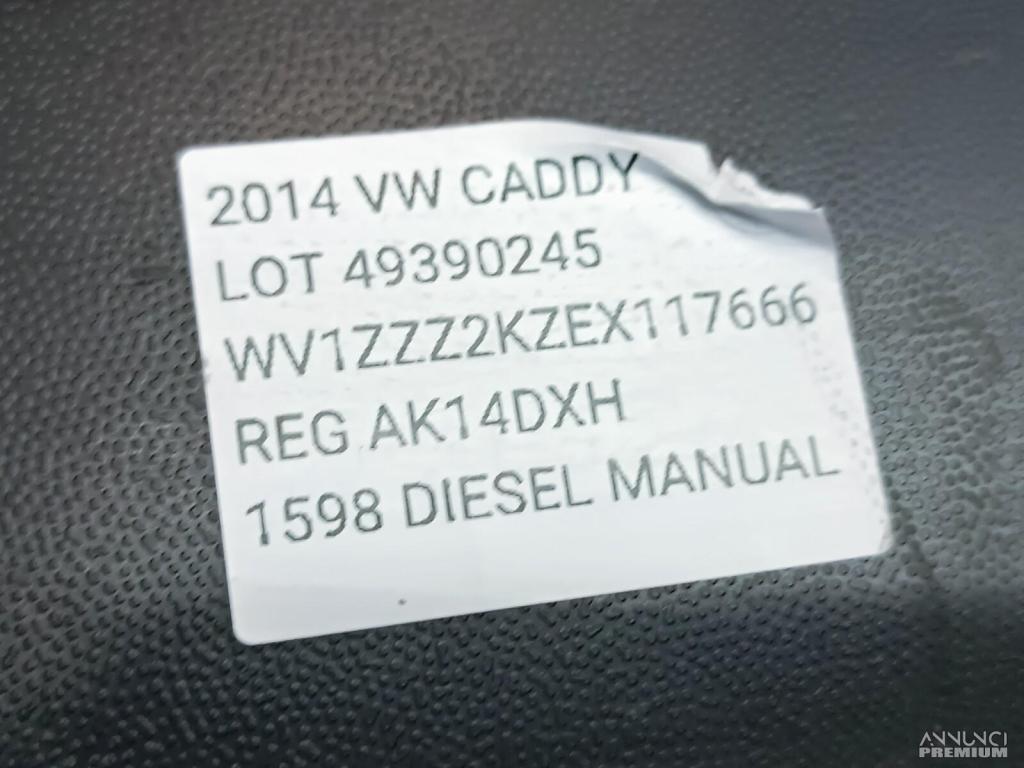 2014 VW CADDY
LOT 49390245
WV1ZZZ2KZEX117666
REG AK14DXH
1598 DIESEL MANUAL
ANNUNCI
PREMIUM